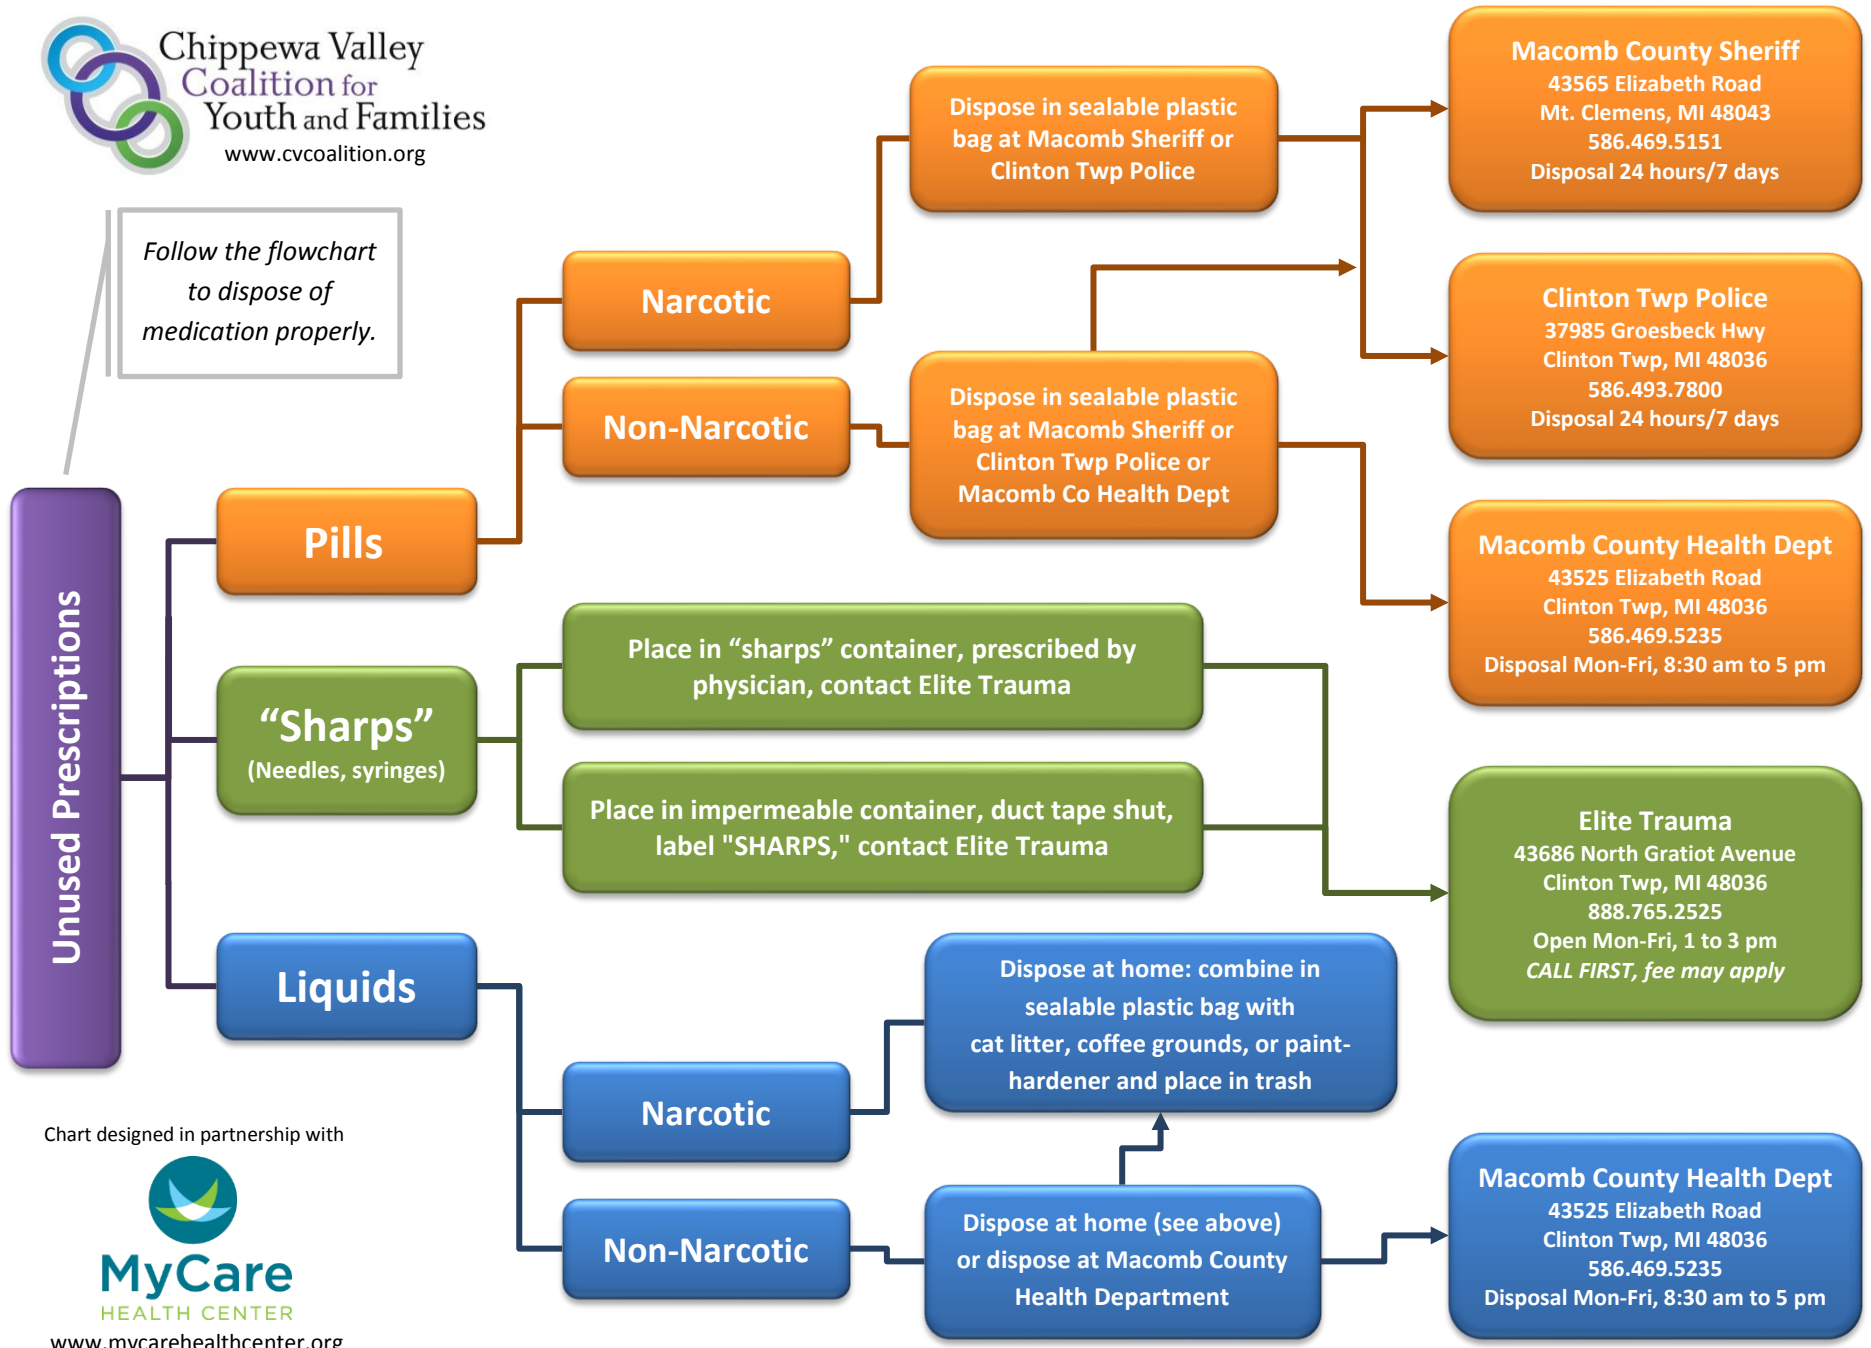 Chippewa Valley
Coalition for
Youth and Families
www.cvcoalition.org
Follow the flowchart
to dispose of
medication properly.
Unused Prescriptions
Pills
Narcotic
Dispose in sealable plastic
bag at Macomb Sheriff or
Clinton Twp Police
Non-Narcotic
Dispose in sealable plastic
bag at Macomb Sheriff or
Clinton Twp Police or
Macomb Co Health Dept
Macomb County Sheriff
43565 Elizabeth Road
Mt. Clemens, MI 48043
586.469.5151
Disposal 24 hours/7 days
Clinton Twp Police
37985 Groesbeck Hwy
Clinton Twp, MI 48036
586.493.7800
Disposal 24 hours/7 days
Macomb County Health Dept
43525 Elizabeth Road
Clinton Twp, MI 48036
586.469.5235
Disposal Mon-Fri, 8:30 am to 5 pm
“Sharps”
(Needles, syringes)
Place in “sharps” container, prescribed by
physician, contact Elite Trauma
Place in impermeable container, duct tape shut,
label "SHARPS," contact Elite Trauma
Elite Trauma
43686 North Gratiot Avenue
Clinton Twp, MI 48036
888.765.2525
Open Mon-Fri, 1 to 3 pm
CALL FIRST, fee may apply
Liquids
Narcotic
Dispose at home: combine in
sealable plastic bag with
cat litter, coffee grounds, or paint-
hardener and place in trash
Non-Narcotic
Dispose at home (see above)
or dispose at Macomb County
Health Department
Macomb County Health Dept
43525 Elizabeth Road
Clinton Twp, MI 48036
586.469.5235
Disposal Mon-Fri, 8:30 am to 5 pm
Chart designed in partnership with
MyCare
HEALTH CENTER
www.mycarehealthcenter.org